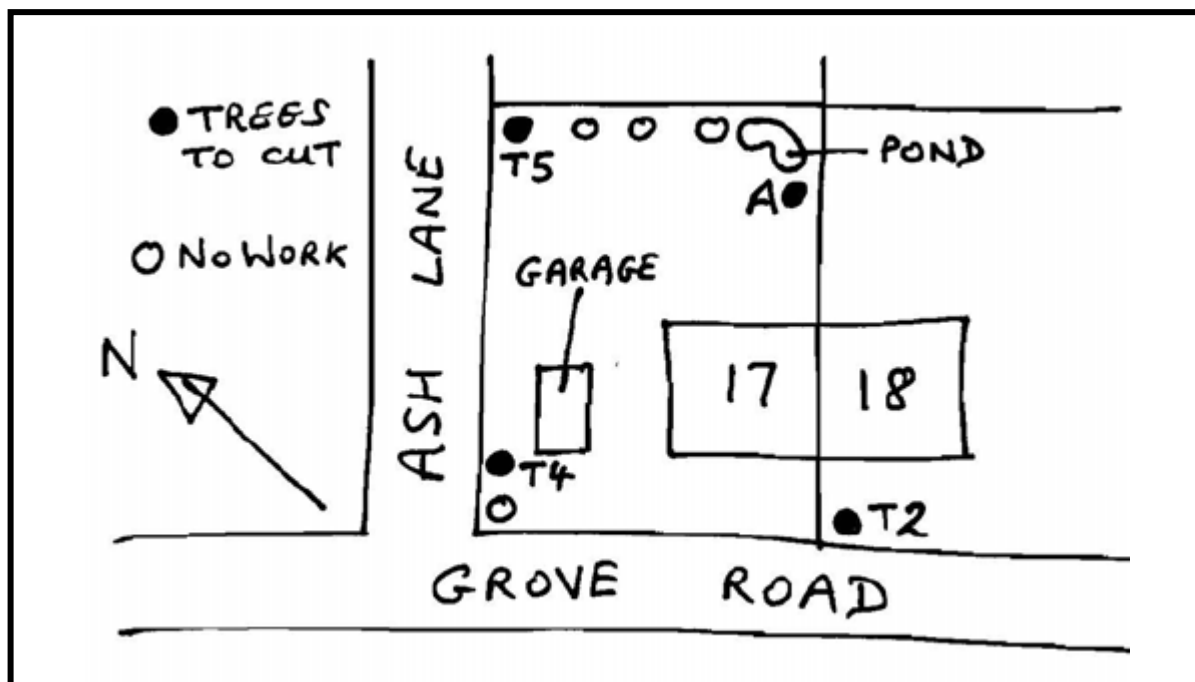 TREES
TO CUT
NO WORK
N
ASH LANE
T5
POND
A
GARAGE
17
18
T4
T2
GROVE ROAD